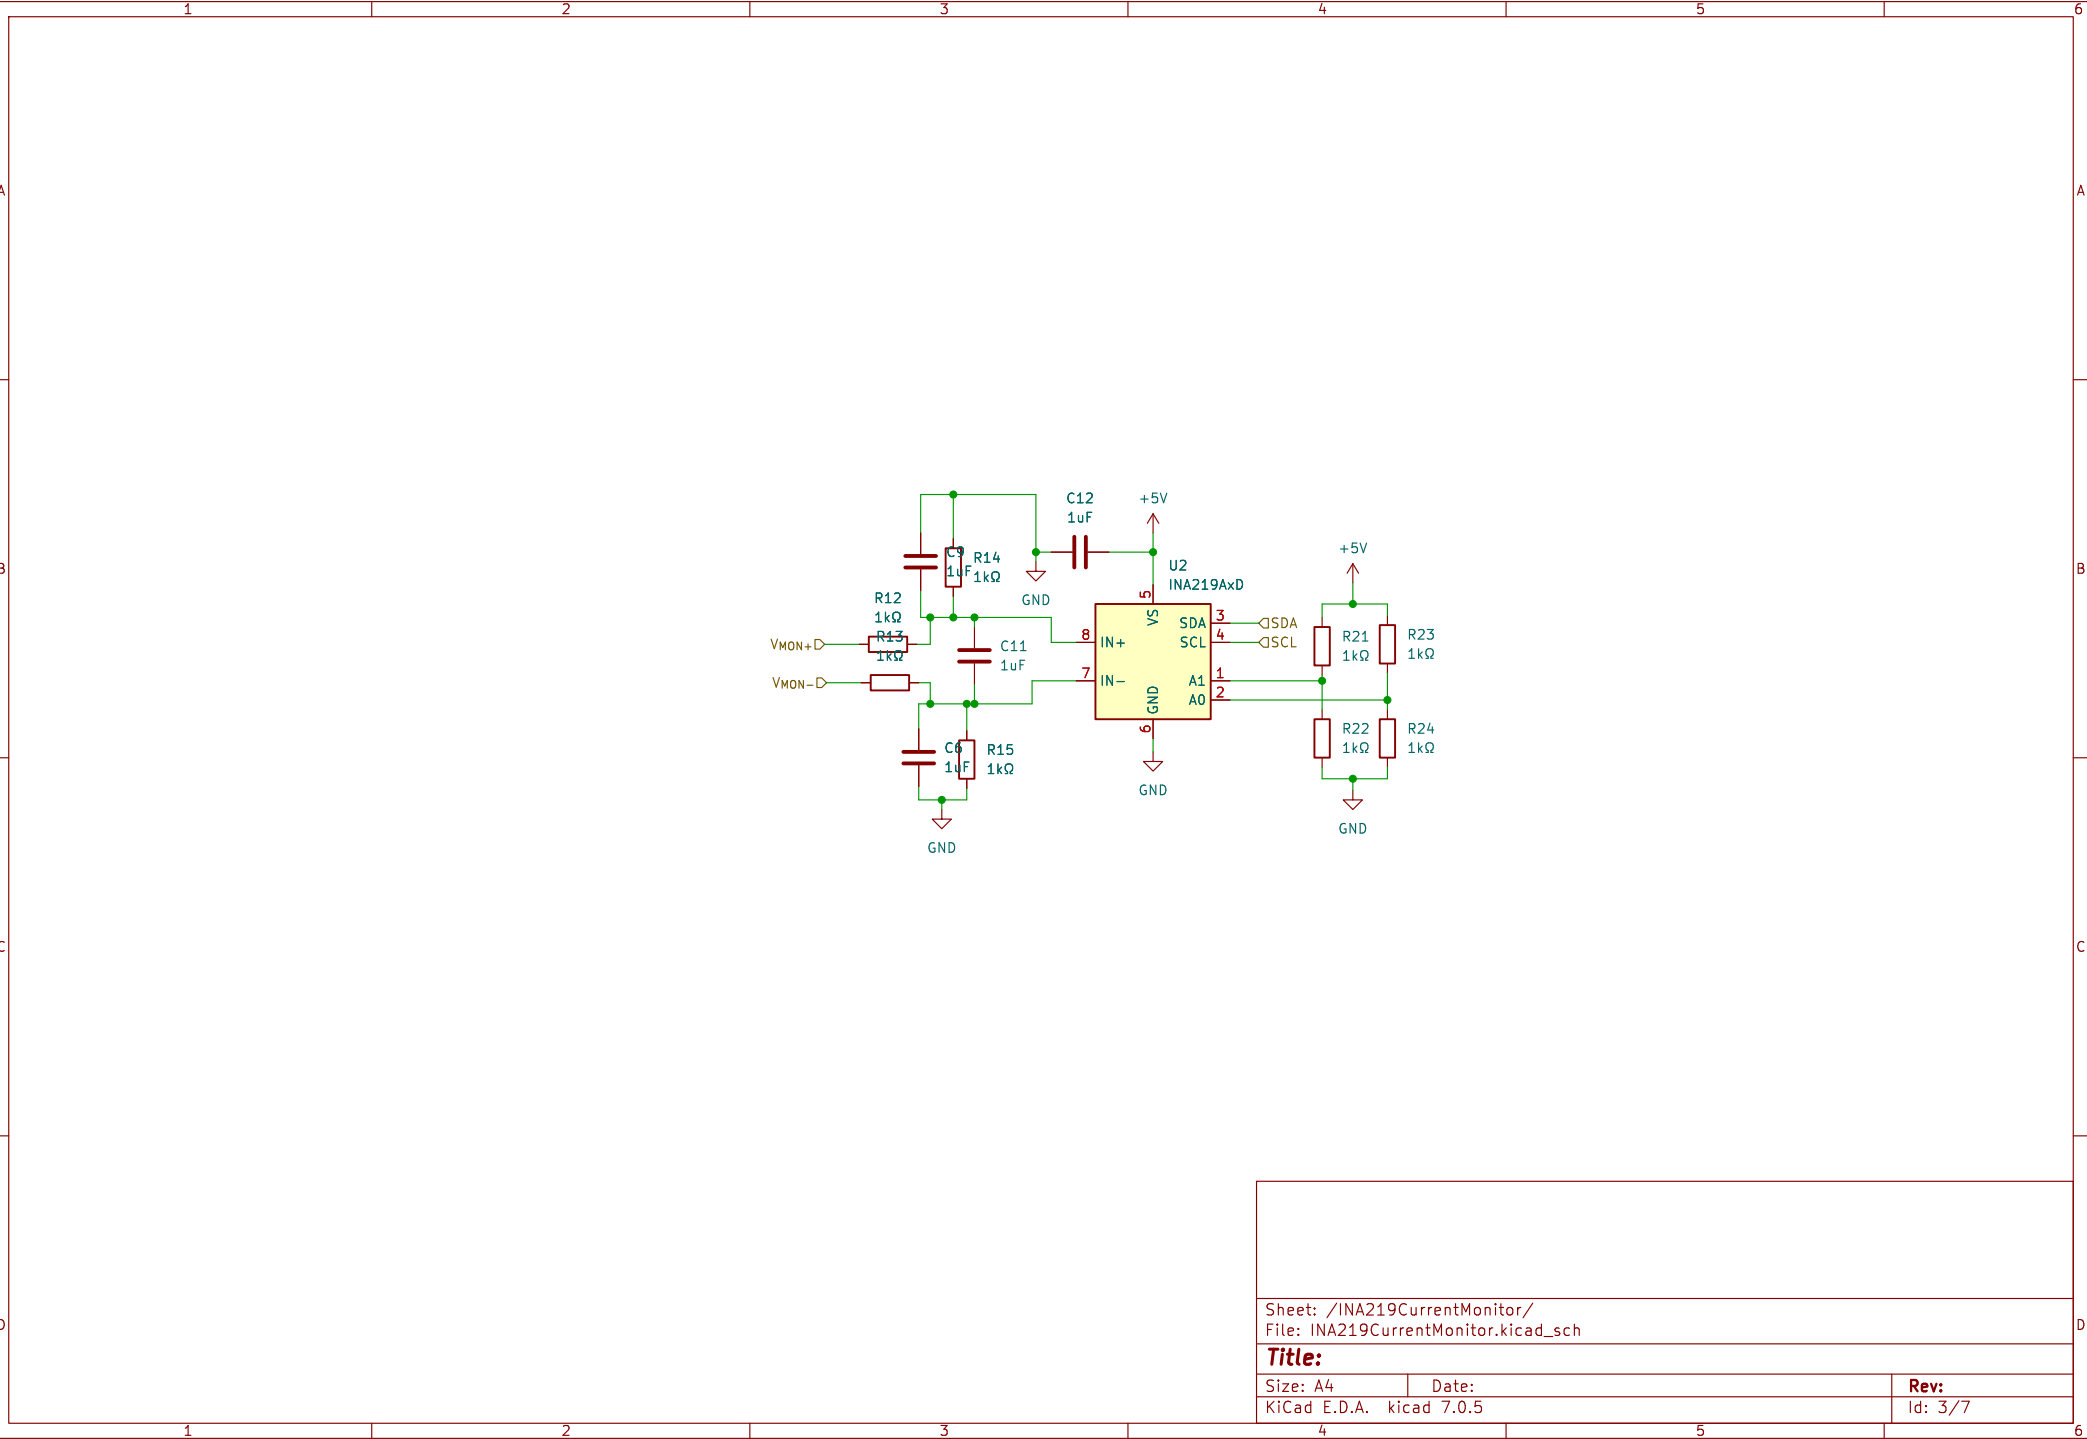 1 2 3 4 5 6
A A
B B
C C
D D
C12
1uF
+5V
C9
1uF
R14
1kΩ
GND
U2
INA219AxD
+5V
R12
1kΩ
R13
1kΩ
VMON+
VMON-
C11
1uF
8 IN+
7 IN-
5 VS
SDA 3 SDA
SCL 4 SCL
A1 1
A0 2
GND 6
R21
1kΩ
R23
1kΩ
R22
1kΩ
R24
1kΩ
C6
1uF
R15
1kΩ
GND
GND
GND
Sheet: /INA219CurrentMonitor/
File: INA219CurrentMonitor.kicad_sch
Title:
Size: A4 Date: Rev:
KiCad E.D.A. kicad 7.0.5 Id: 3/7
1 2 3 4 5 6